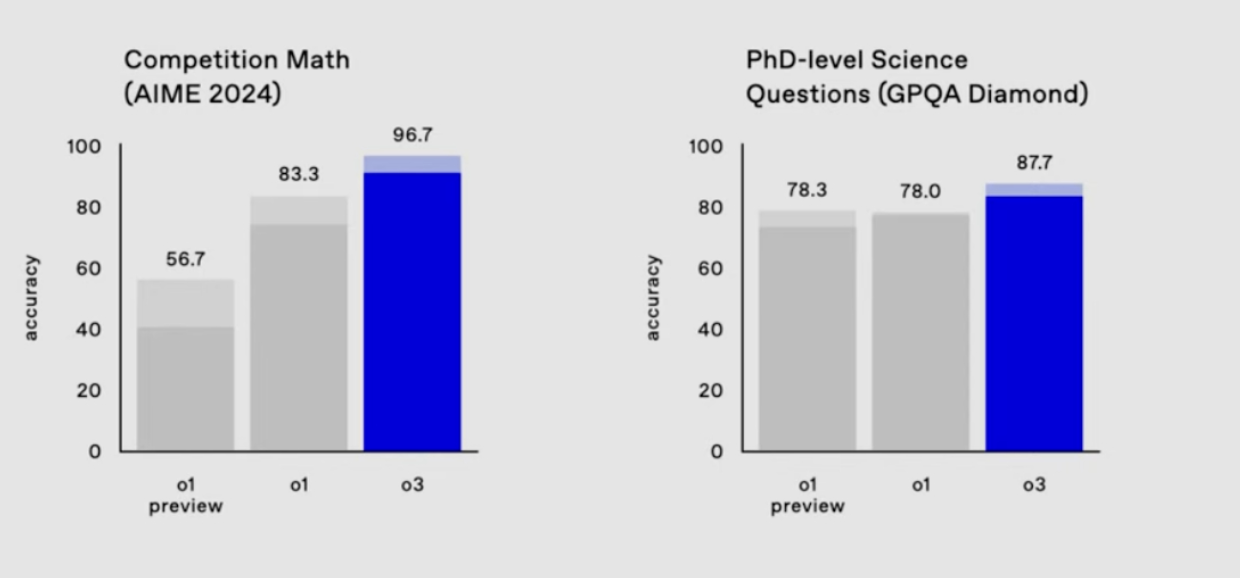 Competition Math
(AIME 2024)
100
80
60
40
20
0
accuracy
56.7
83.3
96.7
o1
preview
o1
o3
PhD-level Science
Questions (GPQA Diamond)
100
80
60
40
20
0
accuracy
78.3
78.0
87.7
o1
preview
o1
o3